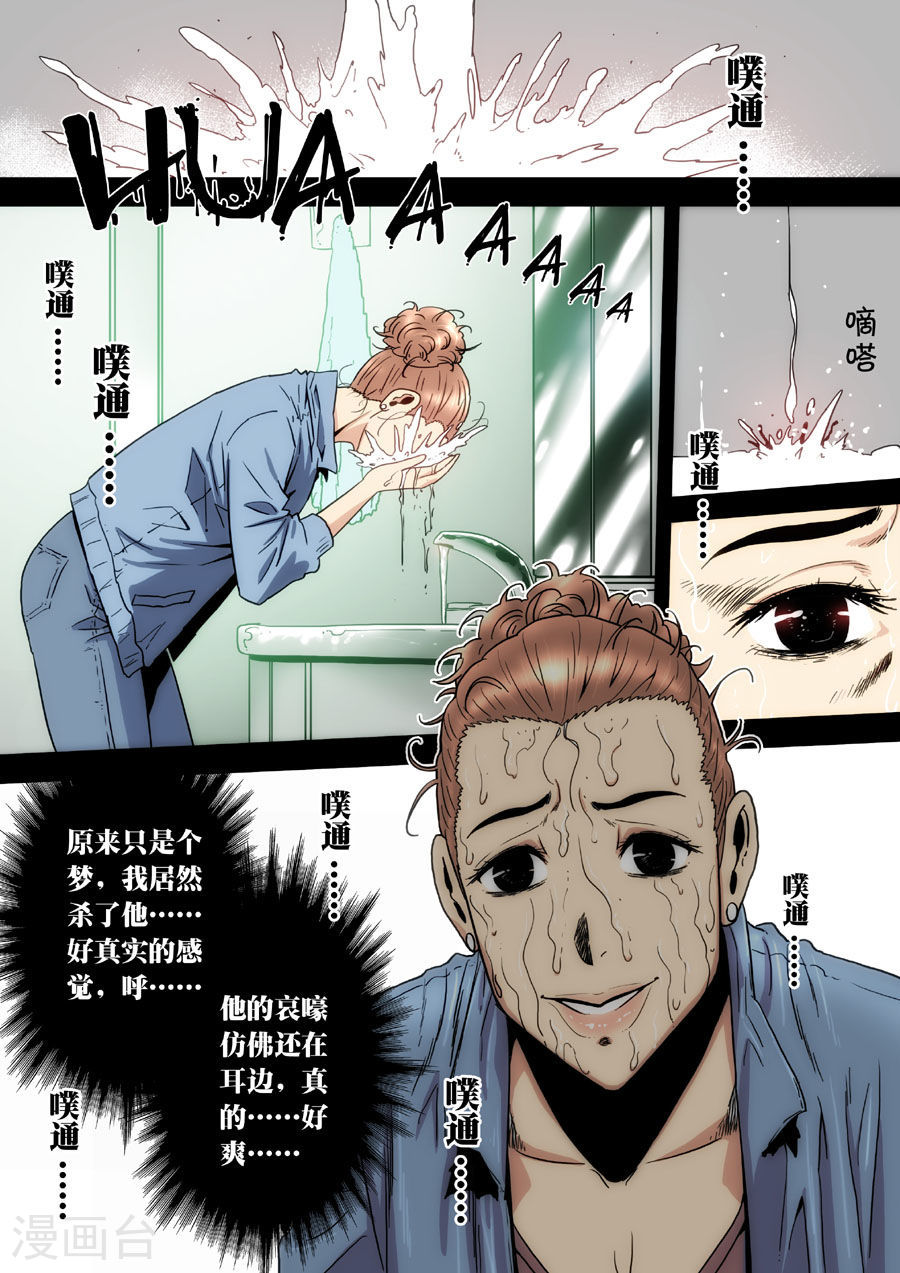 噗通……
HUA
A
A
A
A
A
噗通……
噗通……
嘀嗒
噗通……
噗通……
原来只是个
梦，我居然
杀了他……
好真实的感
觉，呼……
他的哀嚎
仿佛还在
耳边，真
的……好
爽……
噗通……
噗通……
噗通……
漫画台